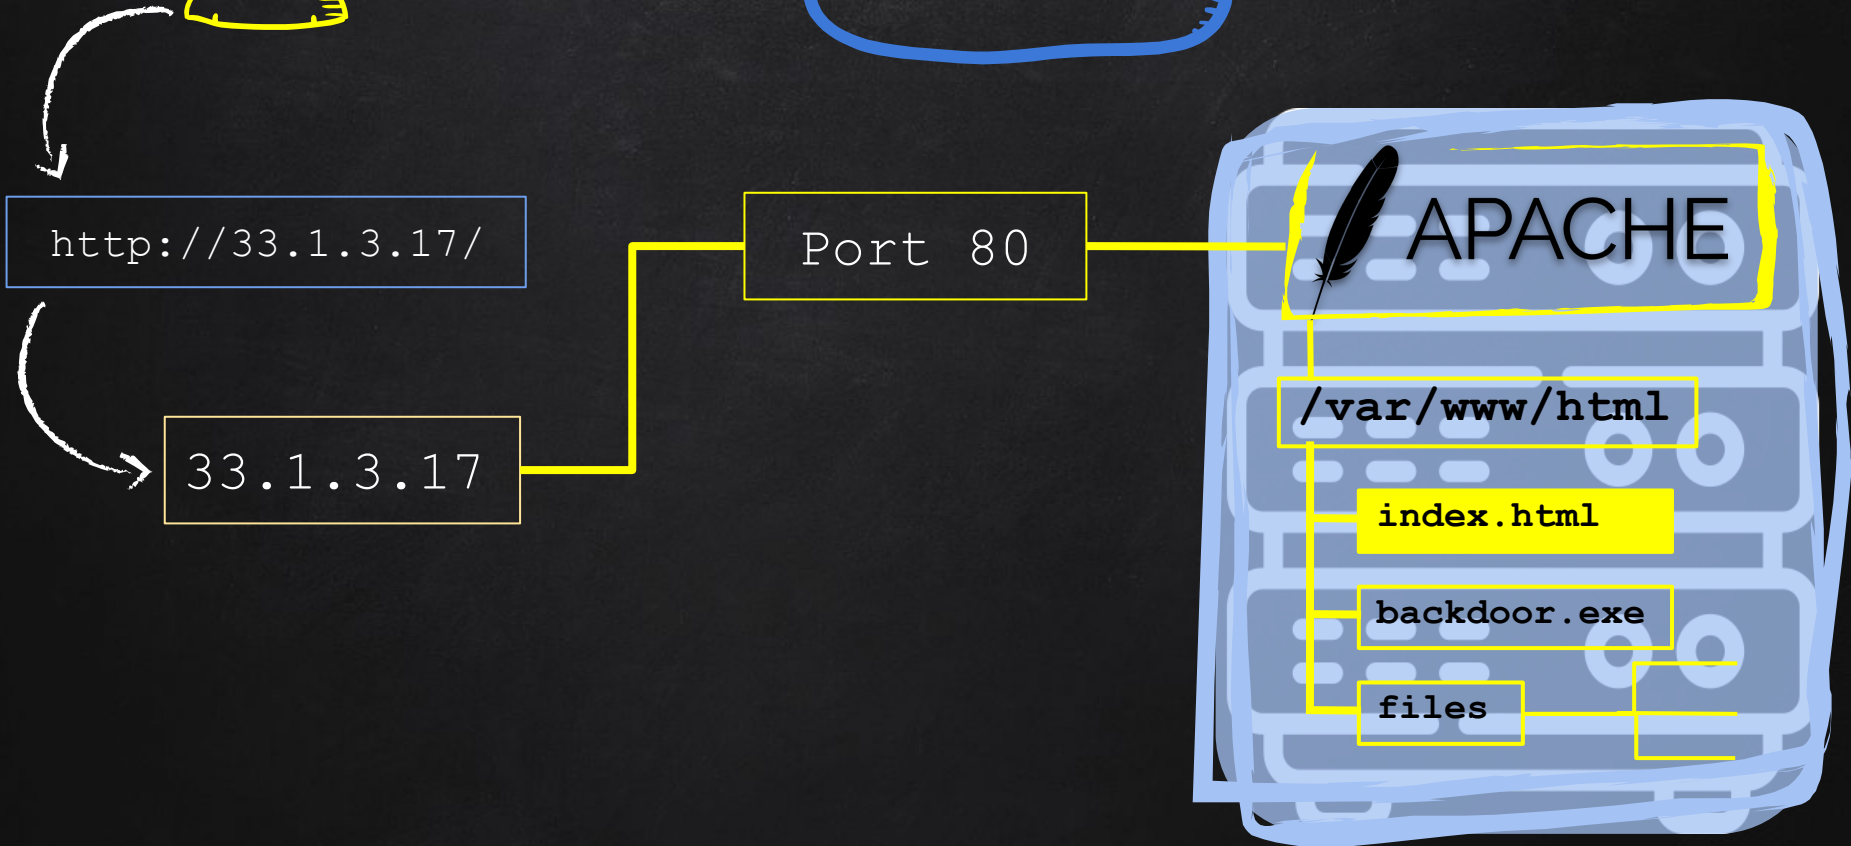 http://33.1.3.17/
Port 80
APACHE
33.1.3.17
/var/www/html
index.html
backdoor.exe
files